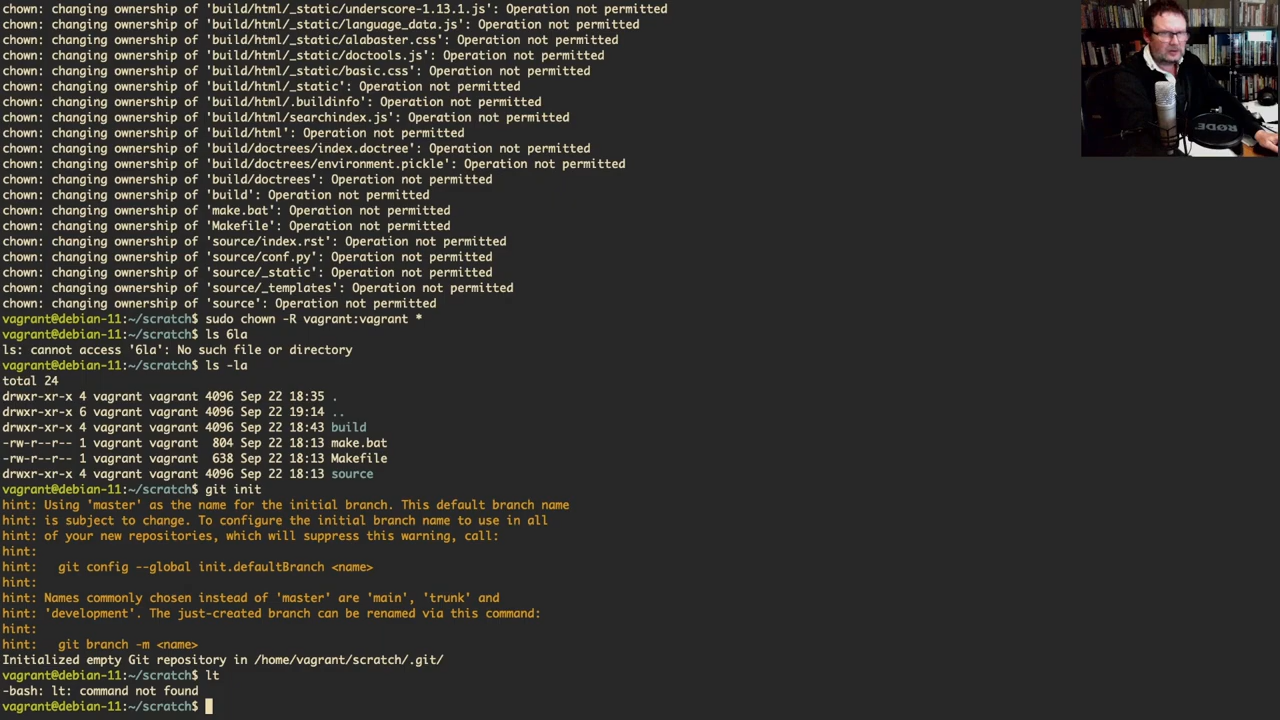 chown: changing ownership of 'build/html/_static/underscore-1.13.1.js': Operation not permitted
chown: changing ownership of 'build/html/_static/language_data.js': Operation not permitted
chown: changing ownership of 'build/html/_static/alabaster.css': Operation not permitted
chown: changing ownership of 'build/html/_static/doctools.js': Operation not permitted
chown: changing ownership of 'build/html/_static/basic.css': Operation not permitted
chown: changing ownership of 'build/html/_static': Operation not permitted
chown: changing ownership of 'build/html/.buildinfo': Operation not permitted
chown: changing ownership of 'build/html/searchindex.js': Operation not permitted
chown: changing ownership of 'build/html': Operation not permitted
chown: changing ownership of 'build/doctrees/index.doctree': Operation not permitted
chown: changing ownership of 'build/doctrees/environment.pickle': Operation not permitted
chown: changing ownership of 'build/doctrees': Operation not permitted
chown: changing ownership of 'build': Operation not permitted
chown: changing ownership of 'make.bat': Operation not permitted
chown: changing ownership of 'Makefile': Operation not permitted
chown: changing ownership of 'source/index.rst': Operation not permitted
chown: changing ownership of 'source/conf.py': Operation not permitted
chown: changing ownership of 'source/_static': Operation not permitted
chown: changing ownership of 'source/_templates': Operation not permitted
chown: changing ownership of 'source': Operation not permitted
vagrant@debian-11:~/scratch$ sudo chown -R vagrant:vagrant *
vagrant@debian-11:~/scratch$ ls 6la
ls: cannot access '6la': No such file or directory
vagrant@debian-11:~/scratch$ ls -la
total 24
drwxr-xr-x 4 vagrant vagrant 4096 Sep 22 18:35 .
drwxr-xr-x 6 vagrant vagrant 4096 Sep 22 19:14 ..
drwxr-xr-x 4 vagrant vagrant 4096 Sep 22 18:43 build
-rw-r--r-- 1 vagrant vagrant  804 Sep 22 18:13 make.bat
-rw-r--r-- 1 vagrant vagrant  638 Sep 22 18:13 Makefile
drwxr-xr-x 4 vagrant vagrant 4096 Sep 22 18:13 source
vagrant@debian-11:~/scratch$ git init
hint: Using 'master' as the name for the initial branch. This default branch name
hint: is subject to change. To configure the initial branch name to use in all
hint: of your new repositories, which will suppress this warning, call:
hint:
hint:   git config --global init.defaultBranch <name>
hint:
hint: Names commonly chosen instead of 'master' are 'main', 'trunk' and
hint: 'development'. The just-created branch can be renamed via this command:
hint:
hint:   git branch -m <name>
Initialized empty Git repository in /home/vagrant/scratch/.git/
vagrant@debian-11:~/scratch$ lt
-bash: lt: command not found
vagrant@debian-11:~/scratch$
RØDE